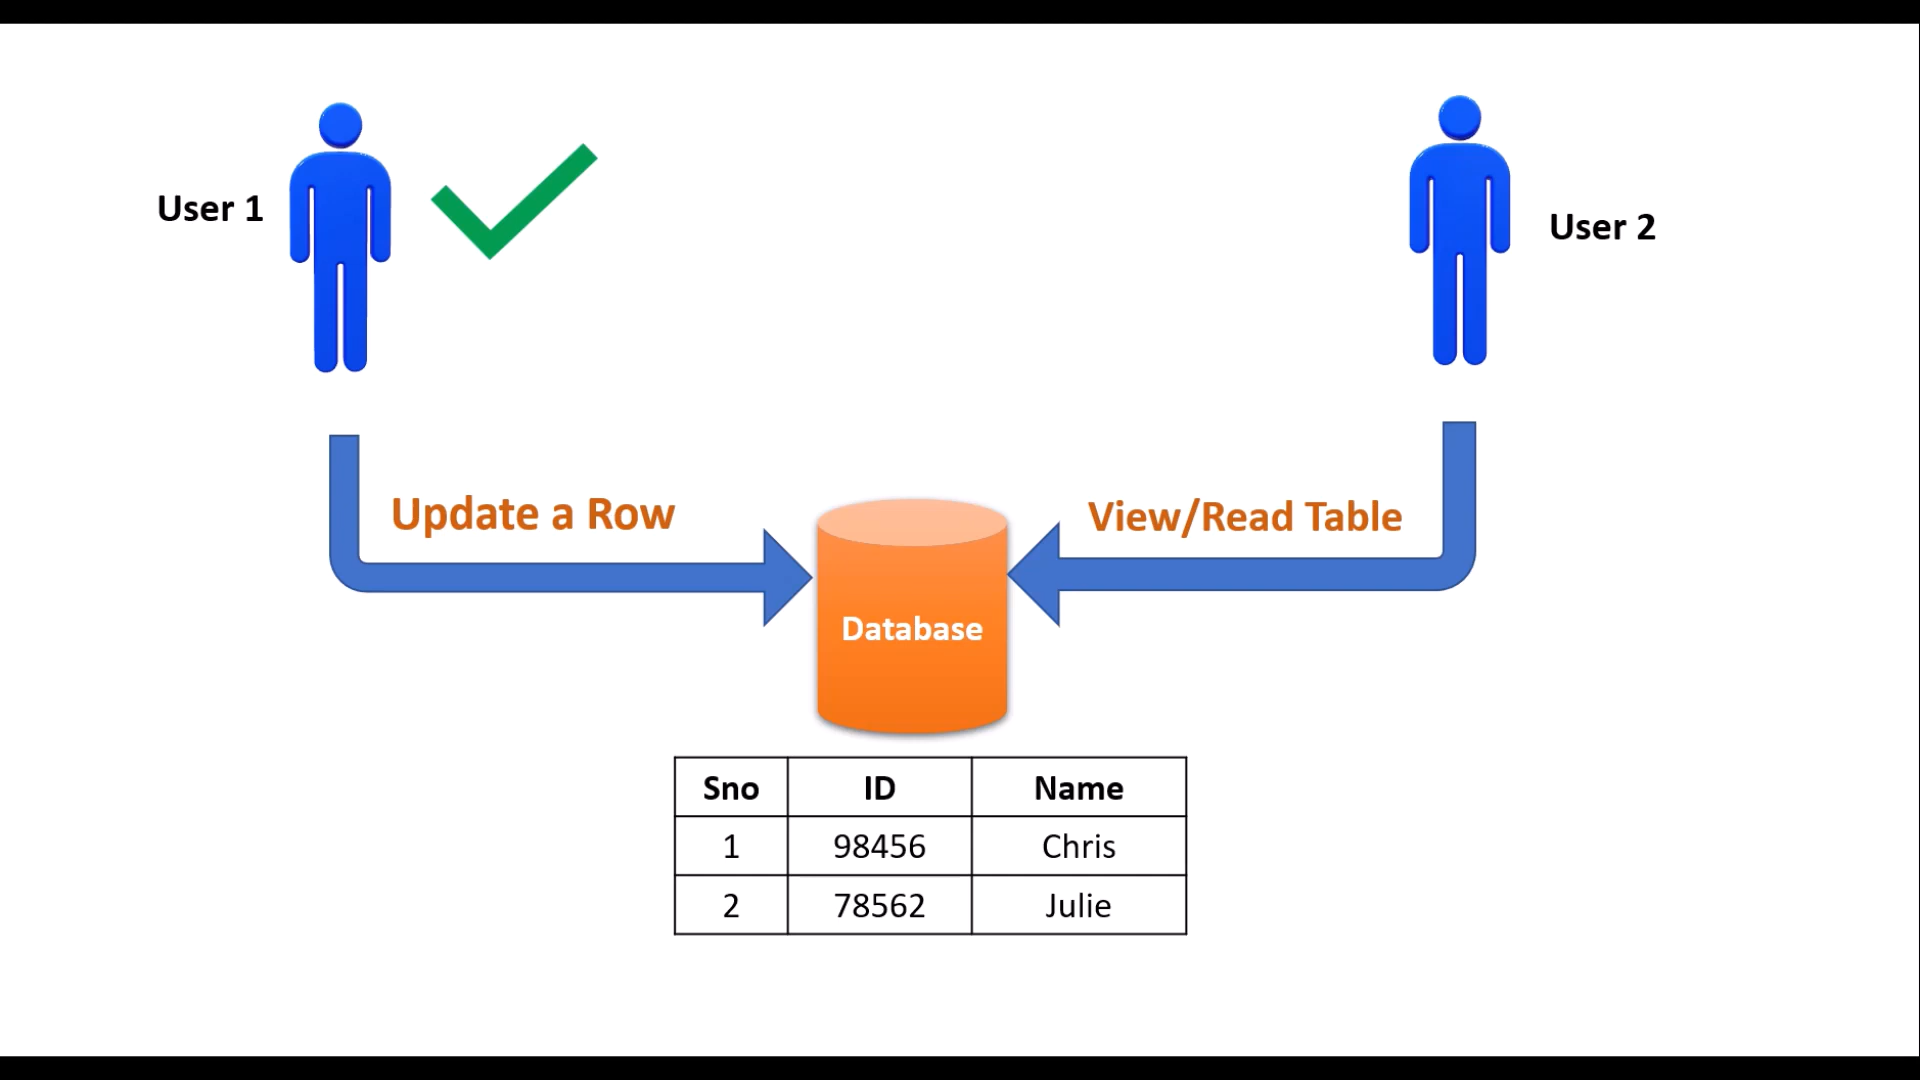 User 1
User 2
Update a Row
View/Read Table
Database
Sno ID Name
1 98456 Chris
2 78562 Julie